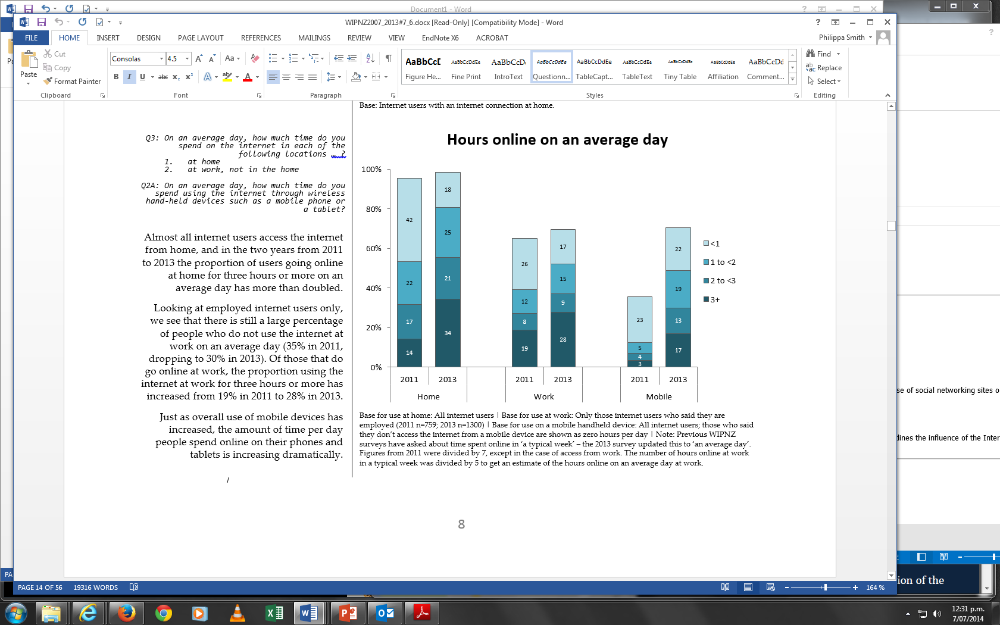 Document1 - Word
WIPNZ2007_2013#7_6.docx [Read-Only] [Compatibility Mode] - Word
FILE HOME INSERT DESIGN PAGE LAYOUT REFERENCES MAILINGS REVIEW VIEW EndNote X6 ACROBAT
Philippa Smith
Paste
Cut
Copy
Format Painter
Clipboard
Consolas 4.5
Font
Paragraph
AaBbCcI AaBbCcDdEe AaBbCcDı AaBbCcDdEe AaBbCcDdEe AaBbCcDdEe AaBbCcDdEe AaBbCcDdEe AaBbCcDd
Figure He... Fine Print IntroText Questionn... TableCapt... TableText Tiny Table Affiliation Comment...
Styles
Find
Replace
Select
Editing
Base: Internet users with an internet connection at home.
Q3: On an average day, how much time do you
spend on the internet in each of the
following locations …?
1. at home
2. at work, not in the home
Q2A: On an average day, how much time do you
spend using the internet through wireless
hand-held devices such as a mobile phone or
a tablet?
Almost all internet users access the internet
from home, and in the two years from 2011
to 2013 the proportion of users going online
at home for three hours or more on an
average day has more than doubled.
Looking at employed internet users only,
we see that there is still a large percentage
of people who do not use the internet at
work on an average day (35% in 2011,
dropping to 30% in 2013). Of those that do
go online at work, the proportion using the
internet at work for three hours or more has
increased from 19% in 2011 to 28% in 2013.
Just as overall use of mobile devices has
increased, the amount of time per day
people spend online on their phones and
tablets is increasing dramatically.
/
Hours online on an average day
100%
80%
60%
40%
20%
0%
42
22
17
14
18
25
21
34
26
12
8
19
17
15
9
28
23
5
4
3
22
19
13
17
2011 2013 2011 2013 2011 2013
Home Work Mobile
<1
1 to <2
2 to <3
3+
Base for use at home: All internet users | Base for use at work: Only those internet users who said they are
employed (2011 n=759; 2013 n=1300) | Base for use on a mobile handheld device: All internet users; those who said
they don’t access the internet from a mobile device are shown as zero hours per day | Note: Previous WIPNZ
surveys have asked about time spent online in ‘a typical week’ – the 2013 survey updated this to ‘an average day’.
Figures from 2011 were divided by 7, except in the case of access from work. The number of hours online at work
in a typical week was divided by 5 to get an estimate of the hours online on an average day at work.
8
se of social networking sites o
lines the influence of the Inter
ion of the
PA
PAGE 14 OF 56 19316 WORDS
164 %
12:31 p.m.
7/07/2014